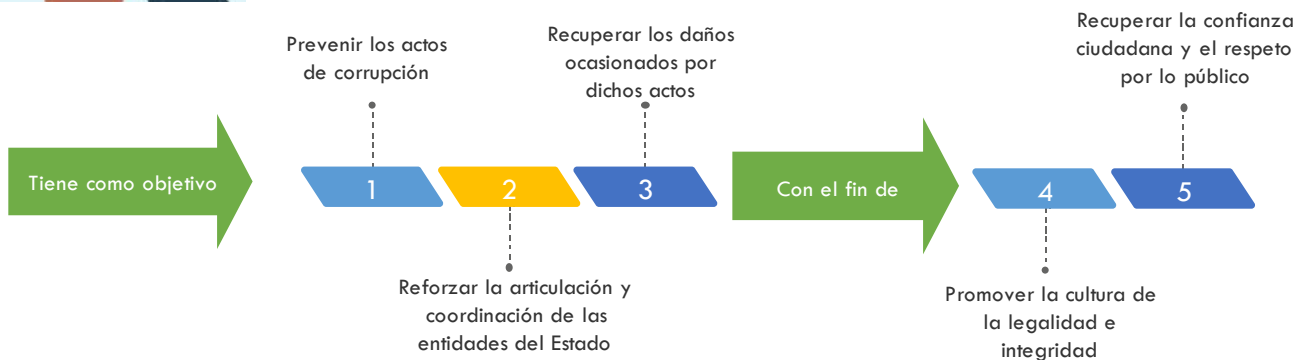 Tiene como objetivo
Prevenir los actos
de corrupción
1
Reforzar la articulación y
coordinación de las
entidades del Estado
2
Recuperar los daños
ocasionados por
dichos actos
3
Con el fin de
4
Promover la cultura de
la legalidad e
integridad
Recuperar la confianza
ciudadana y el respeto
por lo público
5